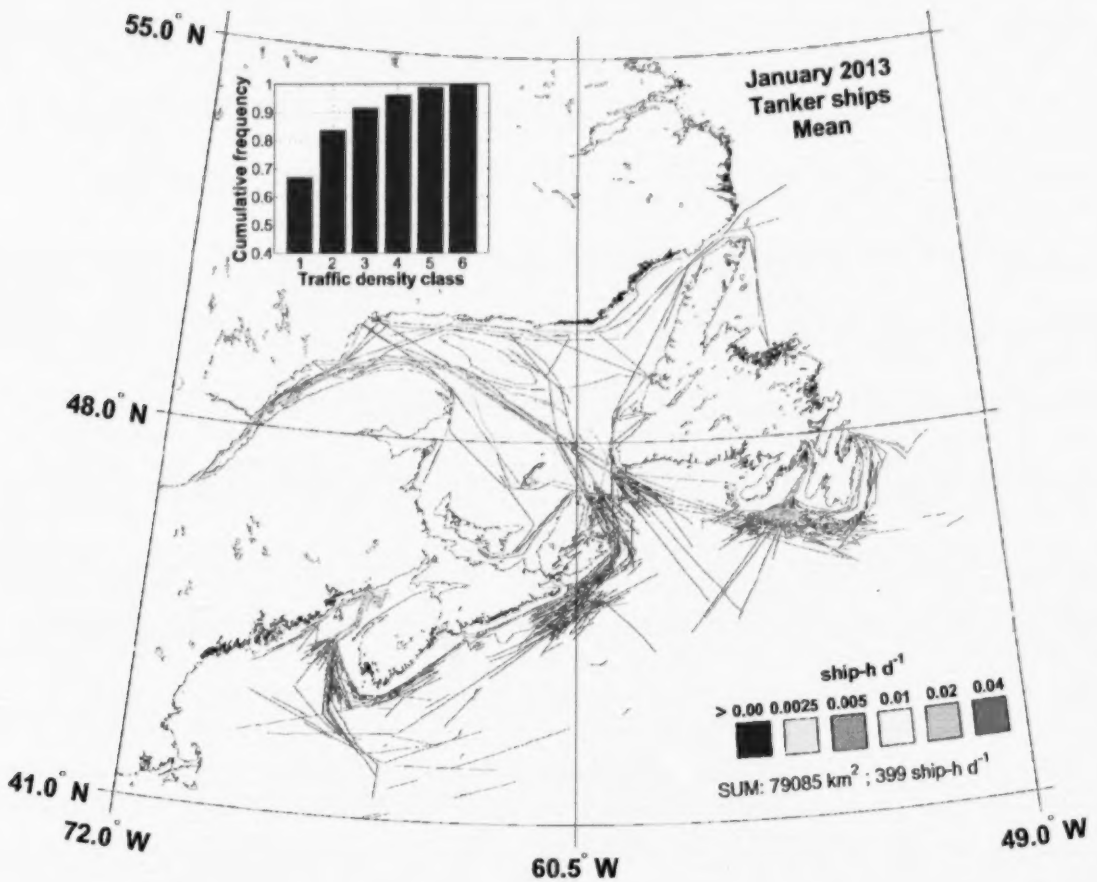 55.0° N
January 2013
Tanker ships
Mean
Cumulative frequency
1
0.9
0.8
0.7
0.6
0.5
0.4
1 2 3 4 5 6
Traffic density class
48.0° N
ship-h d⁻¹
> 0.00 0.0025 0.005 0.01 0.02 0.04
SUM: 79085 km² ; 399 ship-h d⁻¹
41.0° N
72.0° W
60.5° W
49.0° W